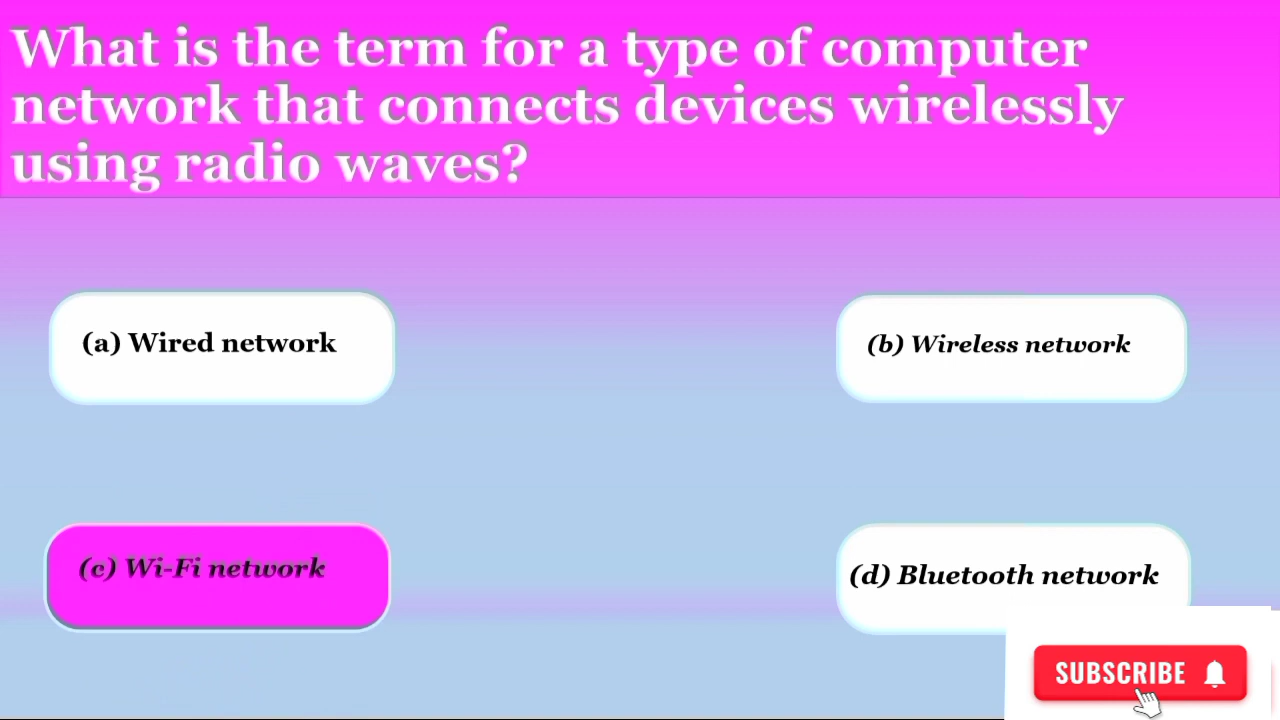 What is the term for a type of computer
network that connects devices wirelessly
using radio waves?
(a) Wired network
(b) Wireless network
(c) Wi-Fi network
(d) Bluetooth network
SUBSCRIBE